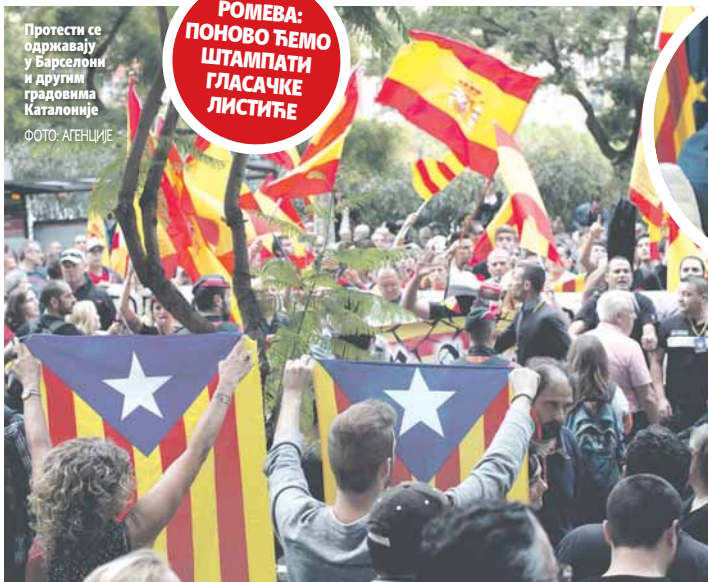 Протести се
одржавају
у Барселони
и другим
градовима
Каталоније
ФОТО: АГЕНЦИЈЕ
РОМЕВА:
ПОНОВО ЋЕМО
ШТАМПАТИ
ГЛАСАЧКЕ
ЛИСТИЋЕ